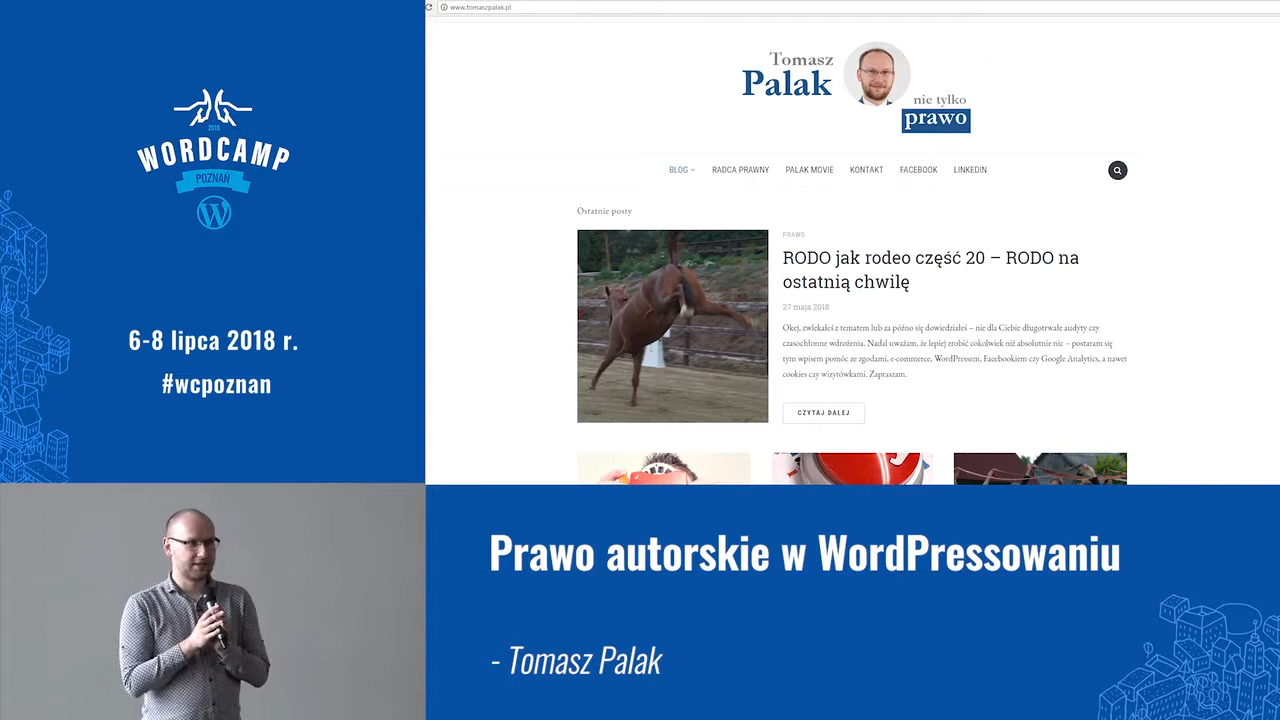 2018
WORDCAMP
POZNAŃ
W
6-8 lipca 2018 r.
#wcpoznan
www.tomaszpalak.pl
Tomasz
Palak
nie tylko
prawo
BLOG
RADCA PRAWNY
PALAK MOVIE
KONTAKT
FACEBOOK
LINKEDIN
Ostatnie posty
PRAWO
RODO jak rodeo część 20 – RODO na
ostatnią chwilę
27 maja 2018
Okej, zwlekałeś z tematem lub za późno się dowiedziałeś – nie dla Ciebie długotrwałe audyty czy
czasochłonne wdrożenia. Nadal uważam, że lepiej zrobić cokolwiek niż absolutnie nic – postaram się
tym wpisem pomóc ze zgodami, e-commerce, WordPressem, Facebookiem czy Google Analytics, a nawet
cookies czy wizytówkami. Zapraszam.
CZYTAJ DALEJ
Prawo autorskie w WordPressowaniu
- Tomasz Palak